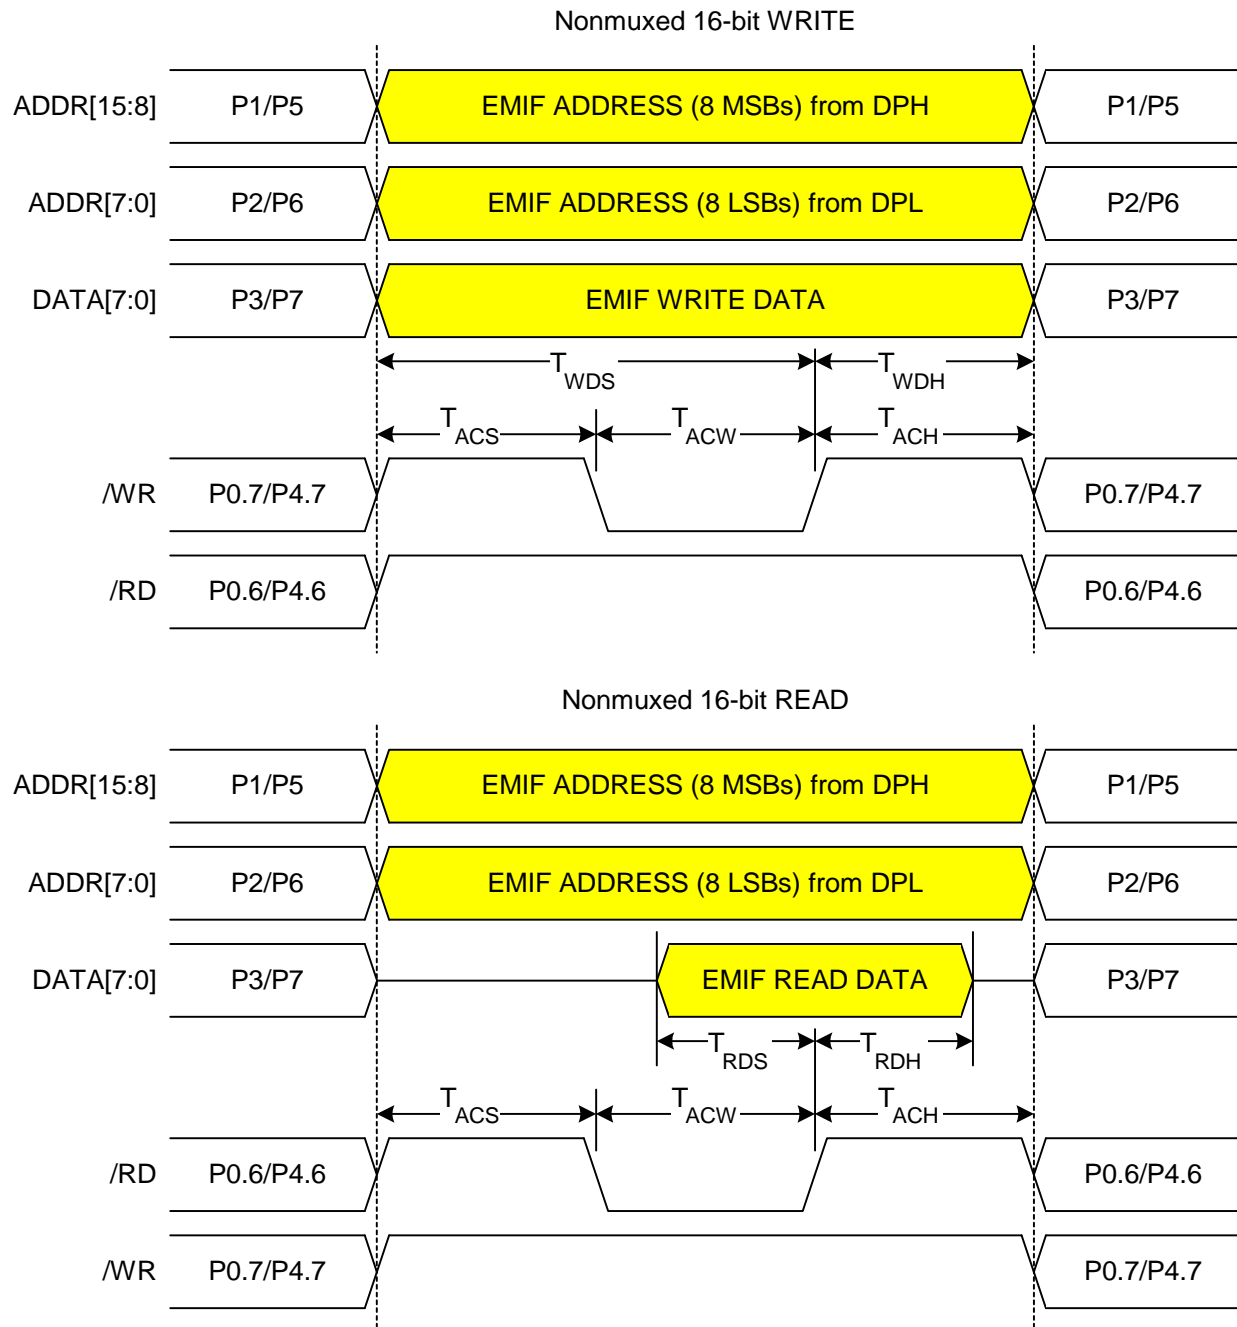 Nonmuxed 16-bit WRITE
ADDR[15:8] P1/P5 EMIF ADDRESS (8 MSBs) from DPH P1/P5
ADDR[7:0] P2/P6 EMIF ADDRESS (8 LSBs) from DPL P2/P6
DATA[7:0] P3/P7 EMIF WRITE DATA P3/P7
TWDS TWDH
TACS TACW TACH
/WR P0.7/P4.7 P0.7/P4.7
/RD P0.6/P4.6 P0.6/P4.6
Nonmuxed 16-bit READ
ADDR[15:8] P1/P5 EMIF ADDRESS (8 MSBs) from DPH P1/P5
ADDR[7:0] P2/P6 EMIF ADDRESS (8 LSBs) from DPL P2/P6
DATA[7:0] P3/P7 EMIF READ DATA P3/P7
TRDS TRDH
TACS TACW TACH
/RD P0.6/P4.6 P0.6/P4.6
/WR P0.7/P4.7 P0.7/P4.7